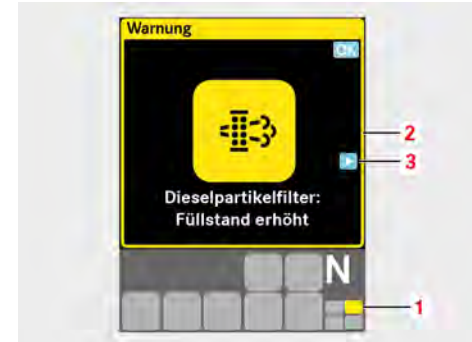 Warnung
OK
2
3
Dieselpartikelfilter:
Füllstand erhöht
N
1